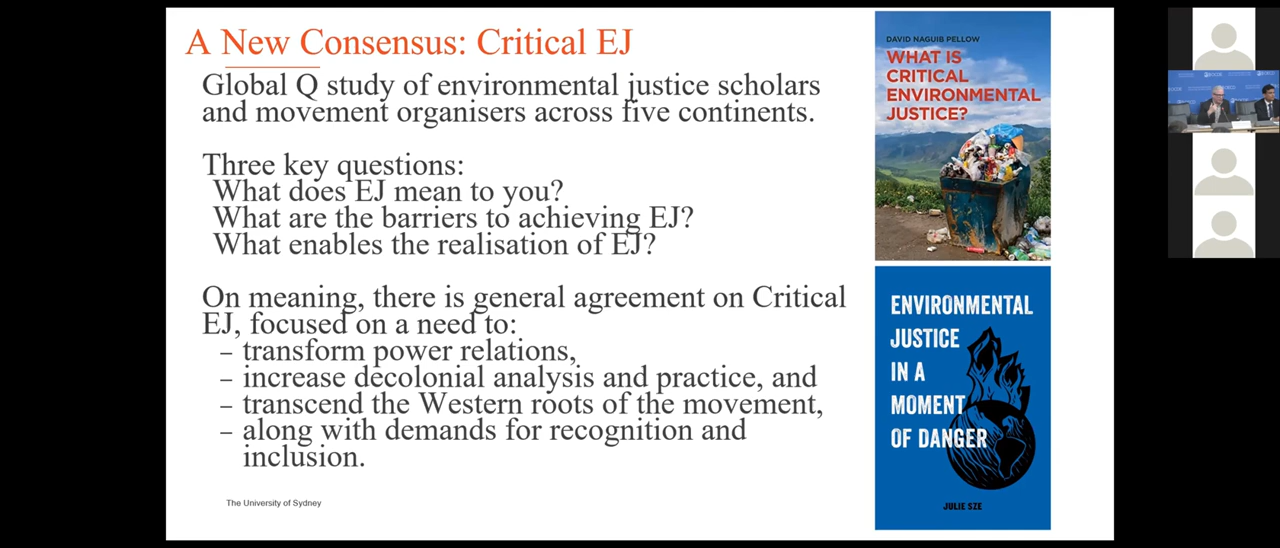 A New Consensus: Critical EJ
Global Q study of environmental justice scholars
and movement organisers across five continents.
Three key questions:
What does EJ mean to you?
What are the barriers to achieving EJ?
What enables the realisation of EJ?
On meaning, there is general agreement on Critical
EJ, focused on a need to:
– transform power relations,
– increase decolonial analysis and practice, and
– transcend the Western roots of the movement,
– along with demands for recognition and
inclusion.
The University of Sydney
DAVID NAGUIB PELLOW
WHAT IS
CRITICAL
ENVIRONMENTAL
JUSTICE?
ENVIRONMENTAL
JUSTICE
IN A
MOMENT
OF DANGER
JULIE SZE